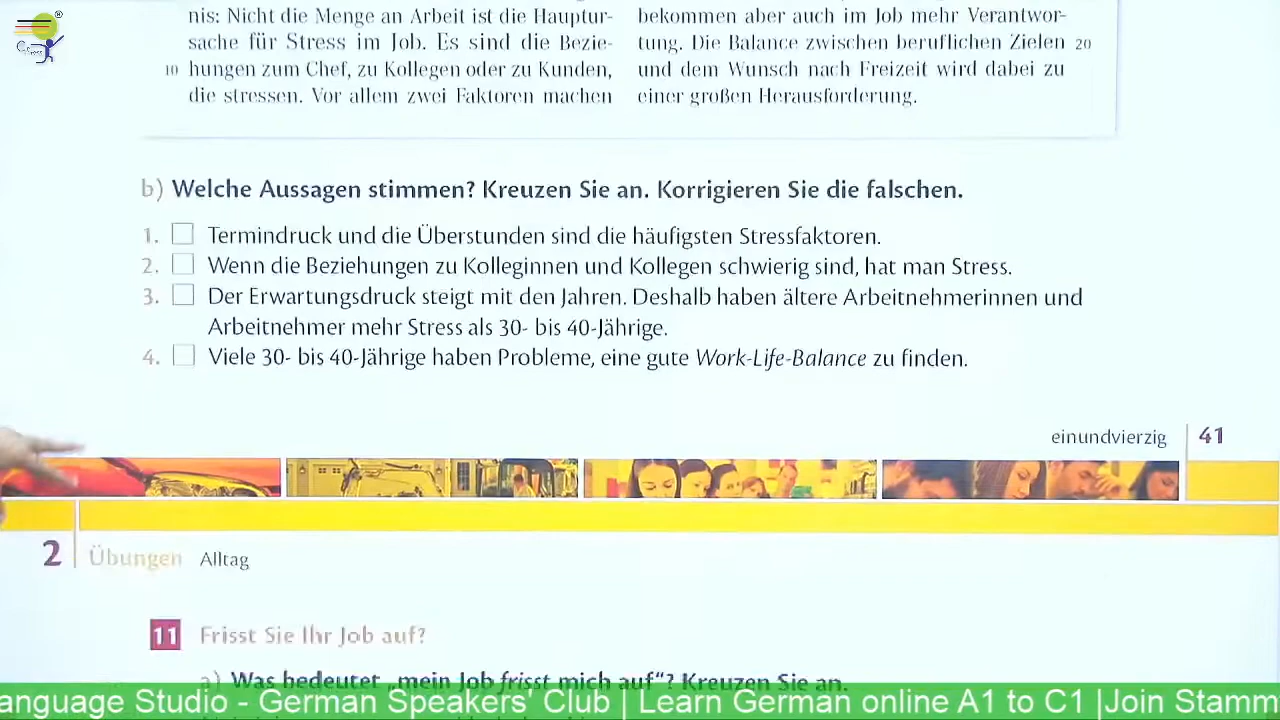 nis: Nicht die Menge an Arbeit ist die Hauptur-
sache für Stress im Job. Es sind die Bezie-
10 hungen zum Chef, zu Kollegen oder zu Kunden,
die stressen. Vor allem zwei Faktoren machen
bekommen aber auch im Job mehr Verantwor-
tung. Die Balance zwischen beruflichen Zielen 20
und dem Wunsch nach Freizeit wird dabei zu
einer großen Herausforderung.
b) Welche Aussagen stimmen? Kreuzen Sie an. Korrigieren Sie die falschen.
1. Termindruck und die Überstunden sind die häufigsten Stressfaktoren.
2. Wenn die Beziehungen zu Kolleginnen und Kollegen schwierig sind, hat man Stress.
3. Der Erwartungsdruck steigt mit den Jahren. Deshalb haben ältere Arbeitnehmerinnen und
Arbeitnehmer mehr Stress als 30- bis 40-Jährige.
4. Viele 30- bis 40-Jährige haben Probleme, eine gute Work-Life-Balance zu finden.
einundvierzig 41
2 Übungen Alltag
11 Frisst Sie Ihr Job auf?
a) Was bedeutet „mein Job frisst mich auf“? Kreuzen Sie an.
anguage Studio - German Speakers' Club | Learn German online A1 to C1 |Join Stamm